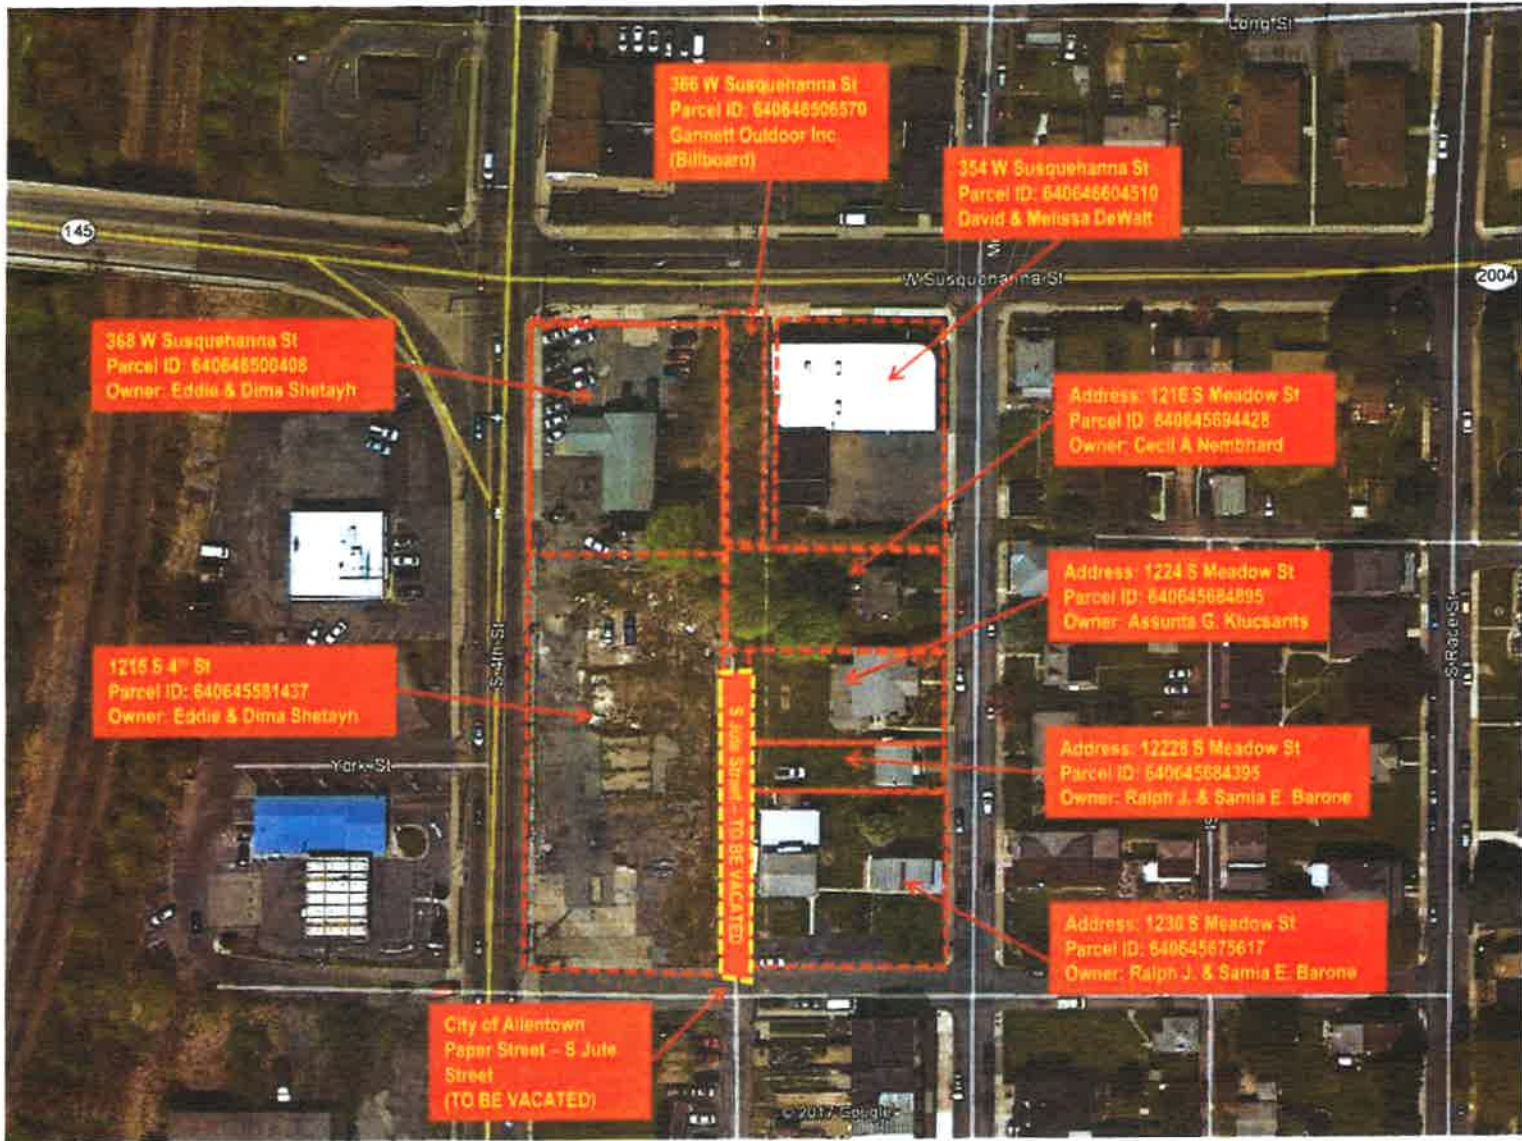 Long St
366 W Susquehanna St
Parcel ID: 640646506570
Gannett Outdoor Inc.
(Billboard)
354 W Susquehanna St
Parcel ID: 640646604510
David & Melissa DeWalt
145
W Susquehanna St
2004
368 W Susquehanna St
Parcel ID: 640646500408
Owner: Eddie & Dima Shetayh
Address: 1216 S Meadow St
Parcel ID: 640645694428
Owner: Cecil A Nembhard
Address: 1224 S Meadow St
Parcel ID: 640645684895
Owner: Assunta G. Klucsarits
S 4th St
S Race St
1215 S 4th St
Parcel ID: 640645581437
Owner: Eddie & Dima Shetayh
York St
S Jute Street – TO BE VACATED
Address: 12228 S Meadow St
Parcel ID: 640645684395
Owner: Ralph J. & Samia E. Barone
Address: 1230 S Meadow St
Parcel ID: 640645675617
Owner: Ralph J. & Samia E. Barone
City of Allentown
Paper Street – S Jute
Street
(TO BE VACATED)
© 2017 Google